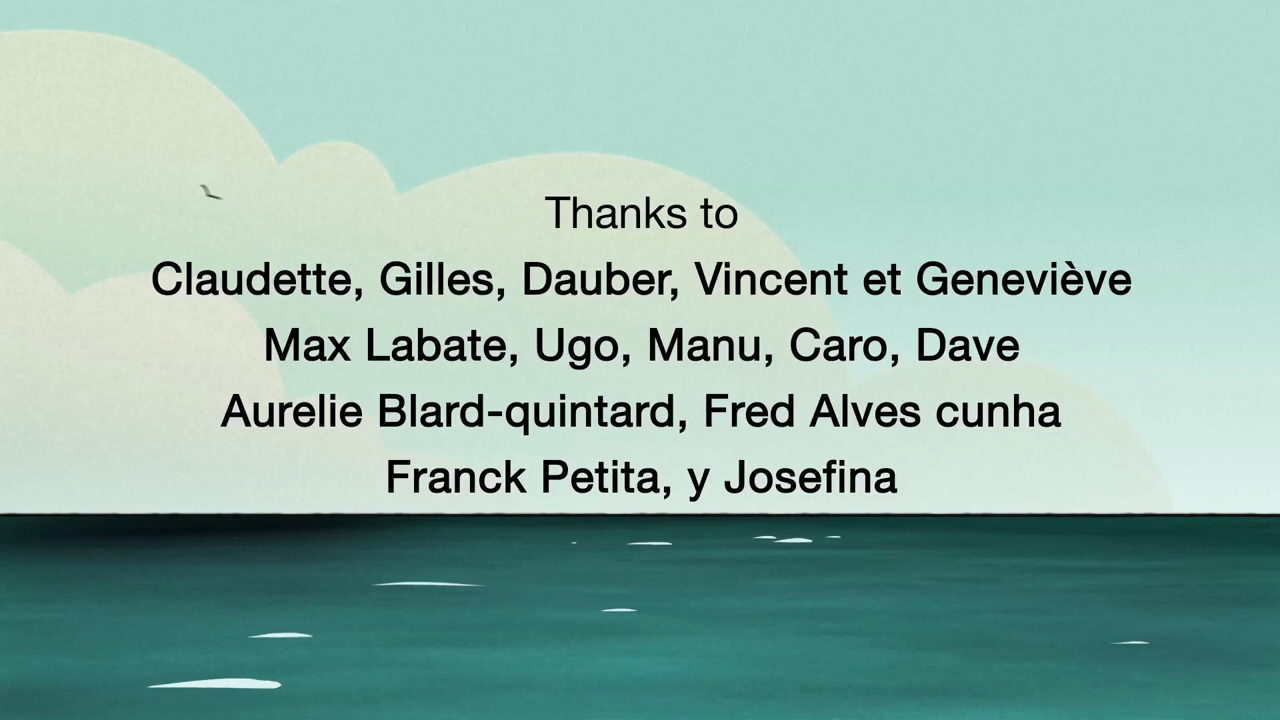 Thanks to
Claudette, Gilles, Dauber, Vincent et Geneviève
Max Labate, Ugo, Manu, Caro, Dave
Aurelie Blard-quintard, Fred Alves cunha
Franck Petita, y Josefina